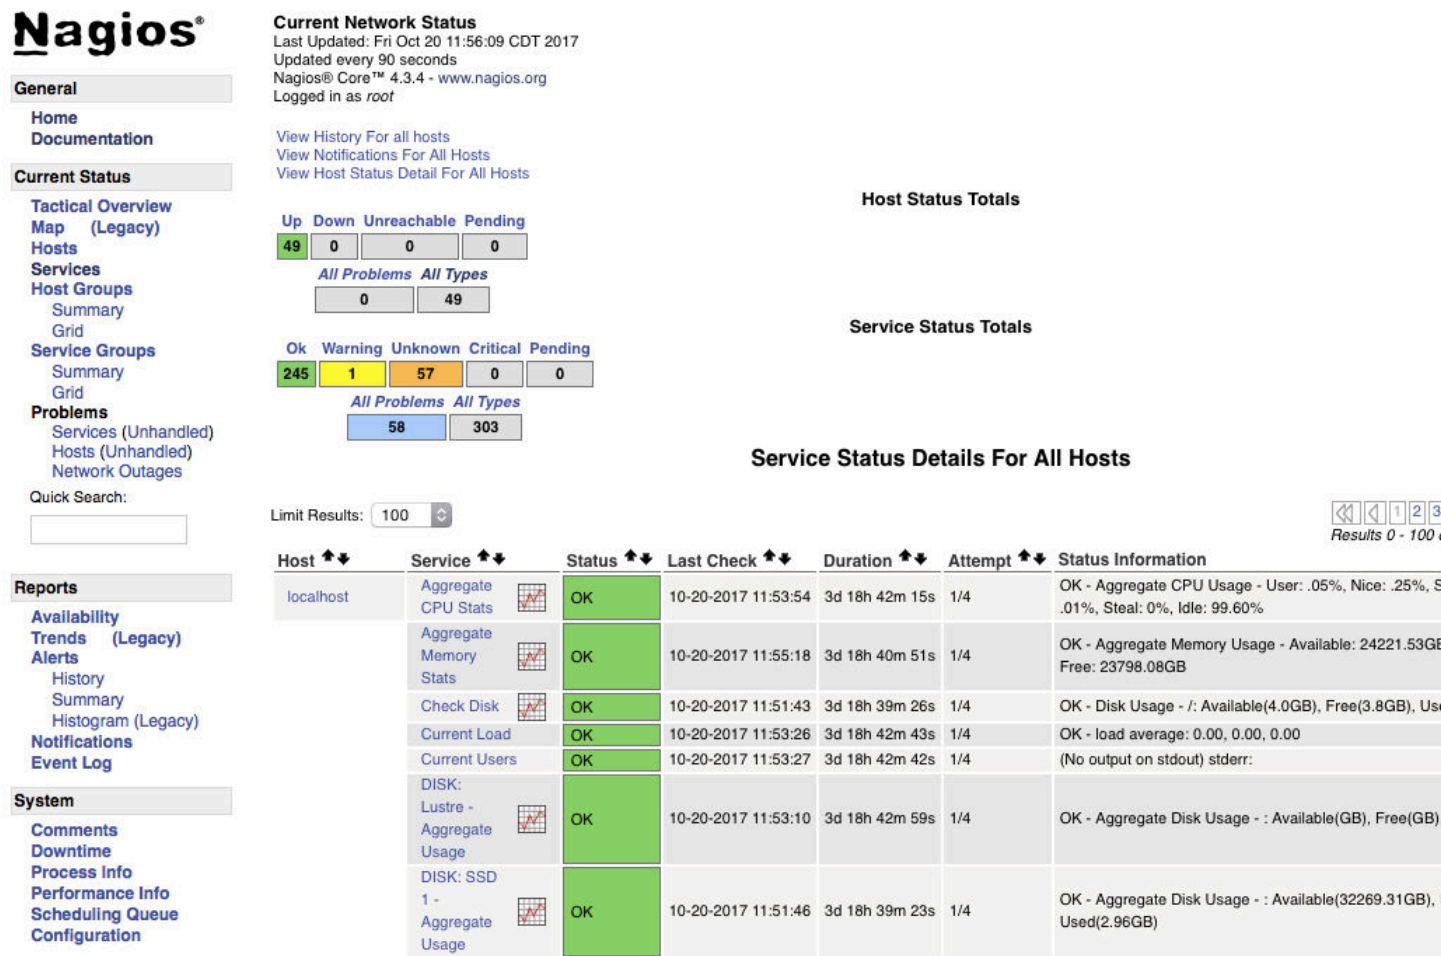 Nagios®
General
Home
Documentation
Current Status
Tactical Overview
Map (Legacy)
Hosts
Services
Host Groups
Summary
Grid
Service Groups
Summary
Grid
Problems
Services (Unhandled)
Hosts (Unhandled)
Network Outages
Quick Search:
Reports
Availability
Trends (Legacy)
Alerts
History
Summary
Histogram (Legacy)
Notifications
Event Log
System
Comments
Downtime
Process Info
Performance Info
Scheduling Queue
Configuration
Current Network Status
Last Updated: Fri Oct 20 11:56:09 CDT 2017
Updated every 90 seconds
Nagios® Core™ 4.3.4 - www.nagios.org
Logged in as root
View History For all hosts
View Notifications For All Hosts
View Host Status Detail For All Hosts
Host Status Totals
Up Down Unreachable Pending
49 0 0 0
All Problems All Types
0 49
Service Status Totals
Ok Warning Unknown Critical Pending
245 1 57 0 0
All Problems All Types
58 303
Service Status Details For All Hosts
Limit Results: 100
1 2 3
Results 0 - 100
Host Service Status Last Check Duration Attempt Status Information
localhost
Aggregate
CPU Stats
OK 10-20-2017 11:53:54 3d 18h 42m 15s 1/4
OK - Aggregate CPU Usage - User: .05%, Nice: .25%, S
.01%, Steal: 0%, Idle: 99.60%
Aggregate
Memory
Stats
OK 10-20-2017 11:55:18 3d 18h 40m 51s 1/4
OK - Aggregate Memory Usage - Available: 24221.53GB
Free: 23798.08GB
Check Disk OK 10-20-2017 11:51:43 3d 18h 39m 26s 1/4 OK - Disk Usage - /: Available(4.0GB), Free(3.8GB), Use
Current Load OK 10-20-2017 11:53:26 3d 18h 42m 43s 1/4 OK - load average: 0.00, 0.00, 0.00
Current Users OK 10-20-2017 11:53:27 3d 18h 42m 42s 1/4 (No output on stdout) stderr:
DISK:
Lustre -
Aggregate
Usage
OK 10-20-2017 11:53:10 3d 18h 42m 59s 1/4 OK - Aggregate Disk Usage - : Available(GB), Free(GB)
DISK: SSD
1 -
Aggregate
Usage
OK 10-20-2017 11:51:46 3d 18h 39m 23s 1/4
OK - Aggregate Disk Usage - : Available(32269.31GB),
Used(2.96GB)